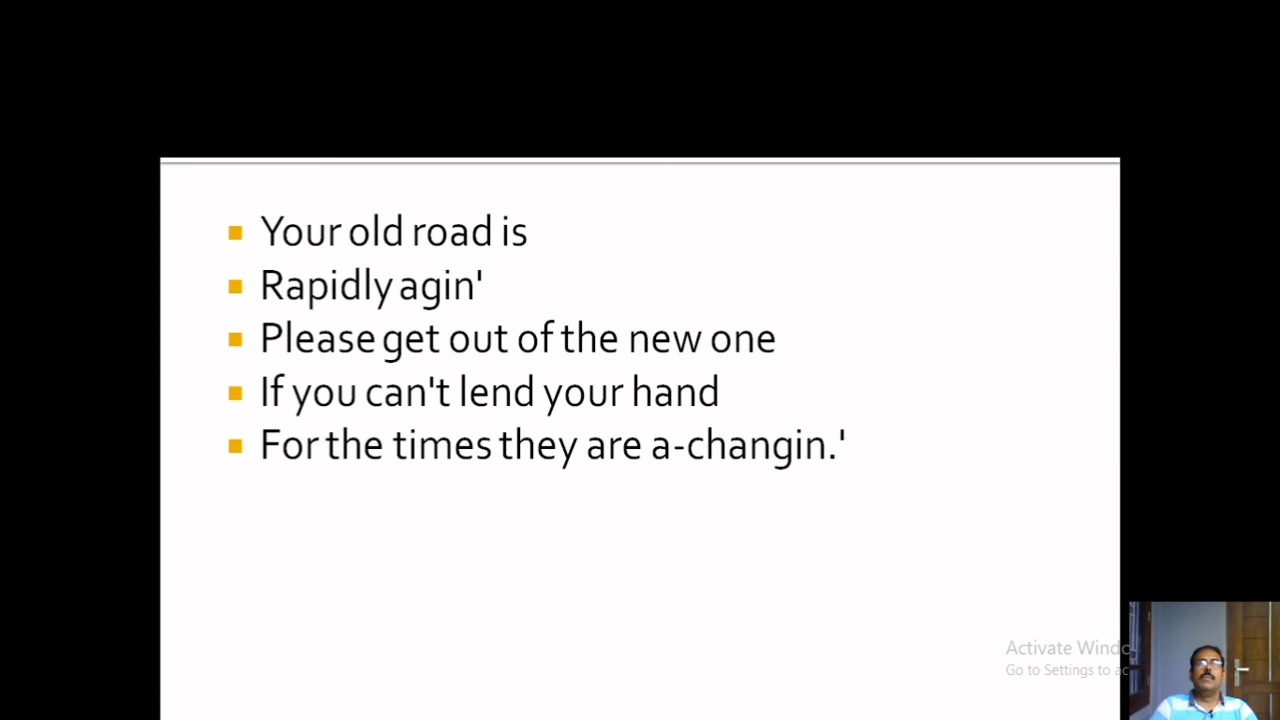 Your old road is
Rapidly agin'
Please get out of the new one
If you can't lend your hand
For the times they are a-changin.'
Activate Windo
Go to Settings to ac